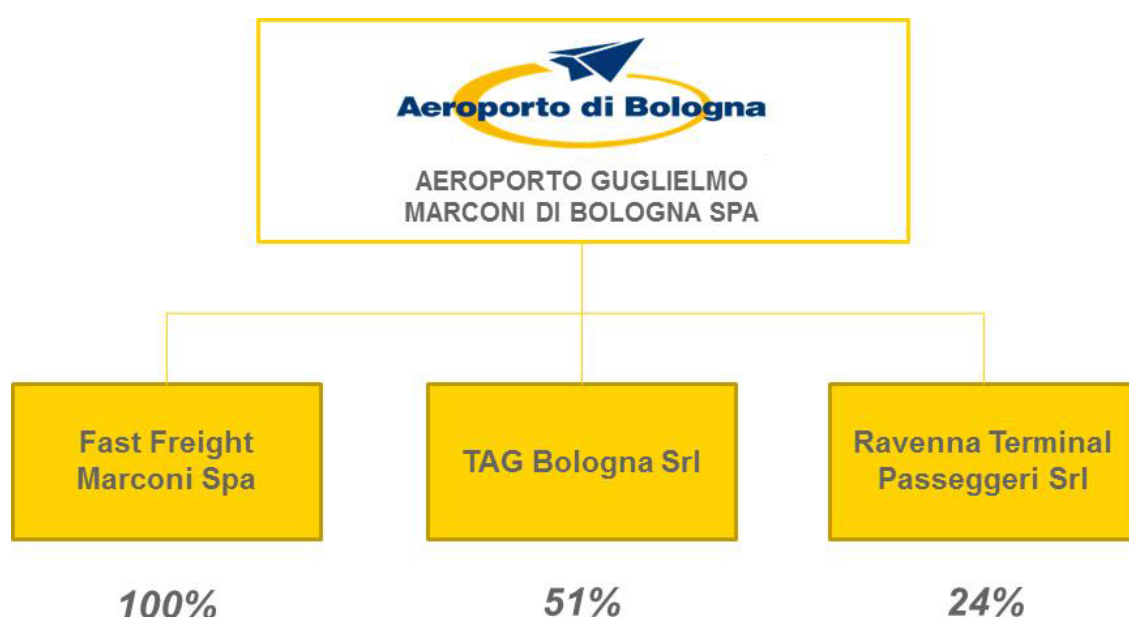 Aeroporto di Bologna
AEROPORTO GUGLIELMO
MARCONI DI BOLOGNA SPA
Fast Freight
Marconi Spa
TAG Bologna Srl
Ravenna Terminal
Passeggeri Srl
100%
51%
24%